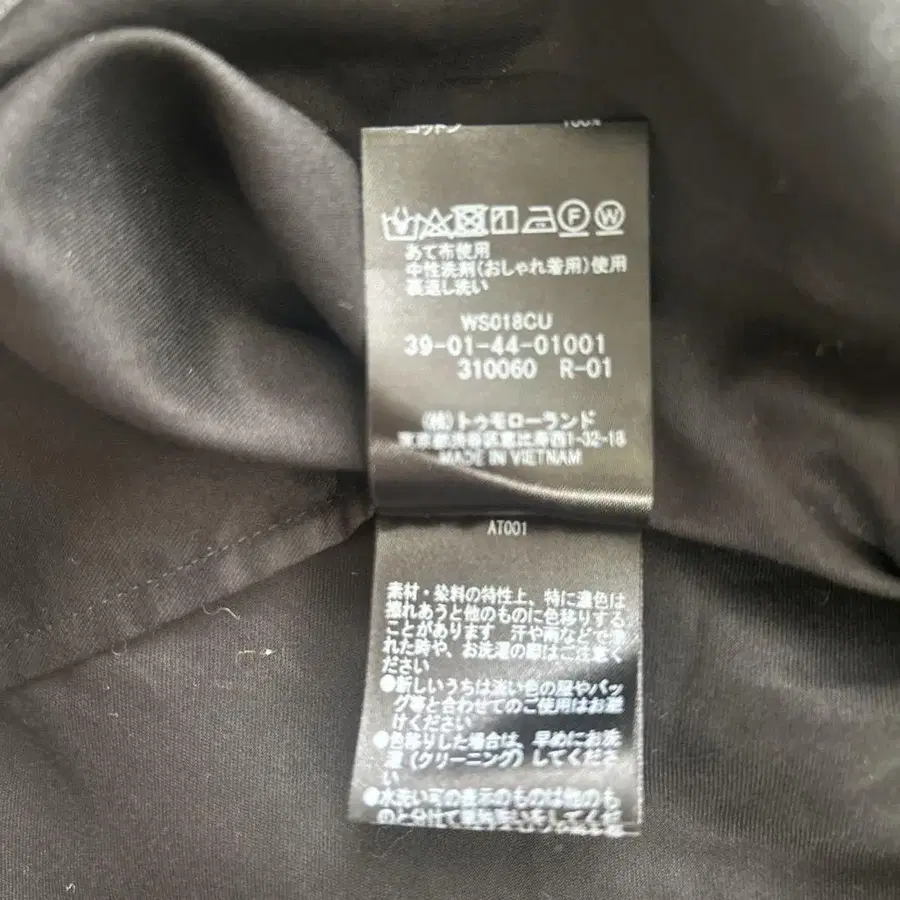 コットン 100%
F W
あて布使用
中性洗剤(おしゃれ着用)使用
裏返し洗い
WS018CU
39-01-44-01001
310060 R-01
(株)トゥモローランド
東京都渋谷区恵比寿西1-32-18
MADE IN VIETNAM
AT001
素材・染料の特性上、特に濃色は
擦れあうと他のものに色移りする
ことがあります 汗や雨などで濡
れた時や、お洗濯の際はご注意く
ださい
●新しいうちは淡い色の服やバッ
グ等と合わせてのご使用はお避
けください
●色移りした場合は、早めにお洗
濯(クリーニング)してくださ
い
●水洗い可の表示のものは他のも
のと分けて